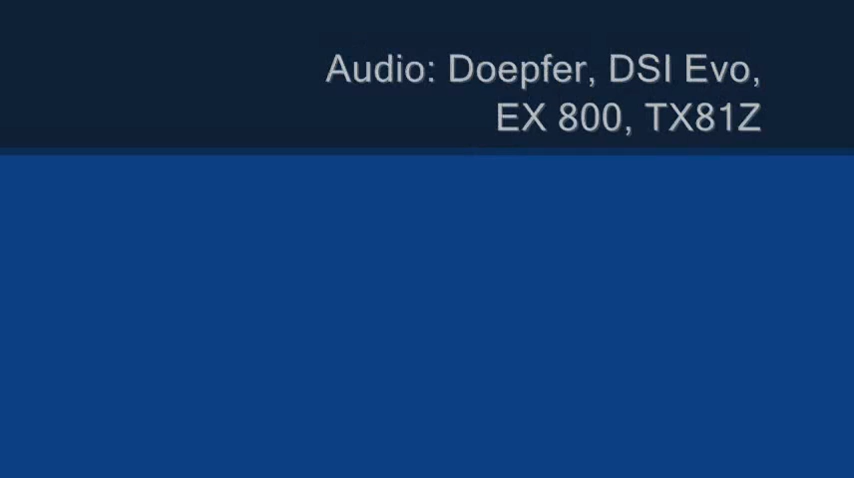 Audio: Doepfer, DSI Evo,
EX 800, TX81Z